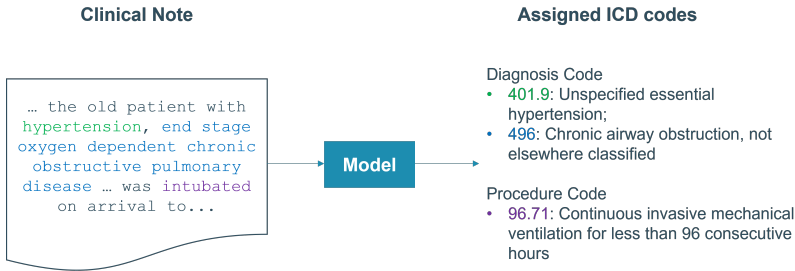 Clinical Note
Assigned ICD codes
… the old patient with
hypertension, end stage
oxygen dependent chronic
obstructive pulmonary
disease … was intubated
on arrival to...
Model
Diagnosis Code
• 401.9: Unspecified essential
hypertension;
• 496: Chronic airway obstruction, not
elsewhere classified
Procedure Code
• 96.71: Continuous invasive mechanical
ventilation for less than 96 consecutive
hours